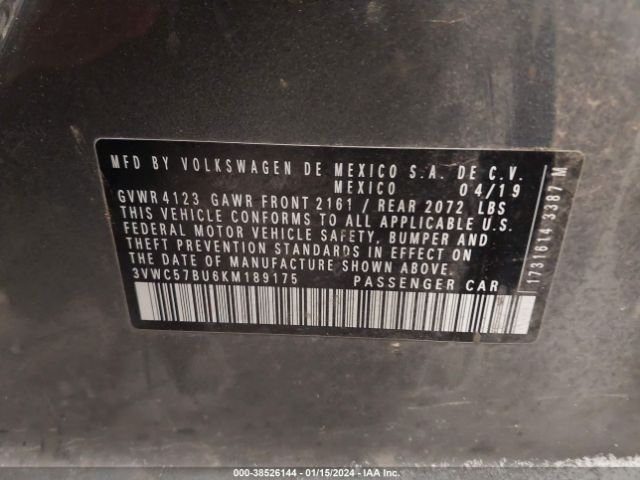 MFD BY VOLKSWAGEN DE MEXICO S.A. DE C.V.
MEXICO 04/19
GVWR 4123 GAWR FRONT 2161 / REAR 2072 LBS
THIS VEHICLE CONFORMS TO ALL APPLICABLE U.S.
FEDERAL MOTOR VEHICLE SAFETY, BUMPER AND
THEFT PREVENTION STANDARDS IN EFFECT ON
THE DATE OF MANUFACTURE SHOWN ABOVE.
3VWC57BU6KM189175 PASSENGER CAR
1731614 3387 M
000-38526144 - 01/15/2024 - IAA Inc.